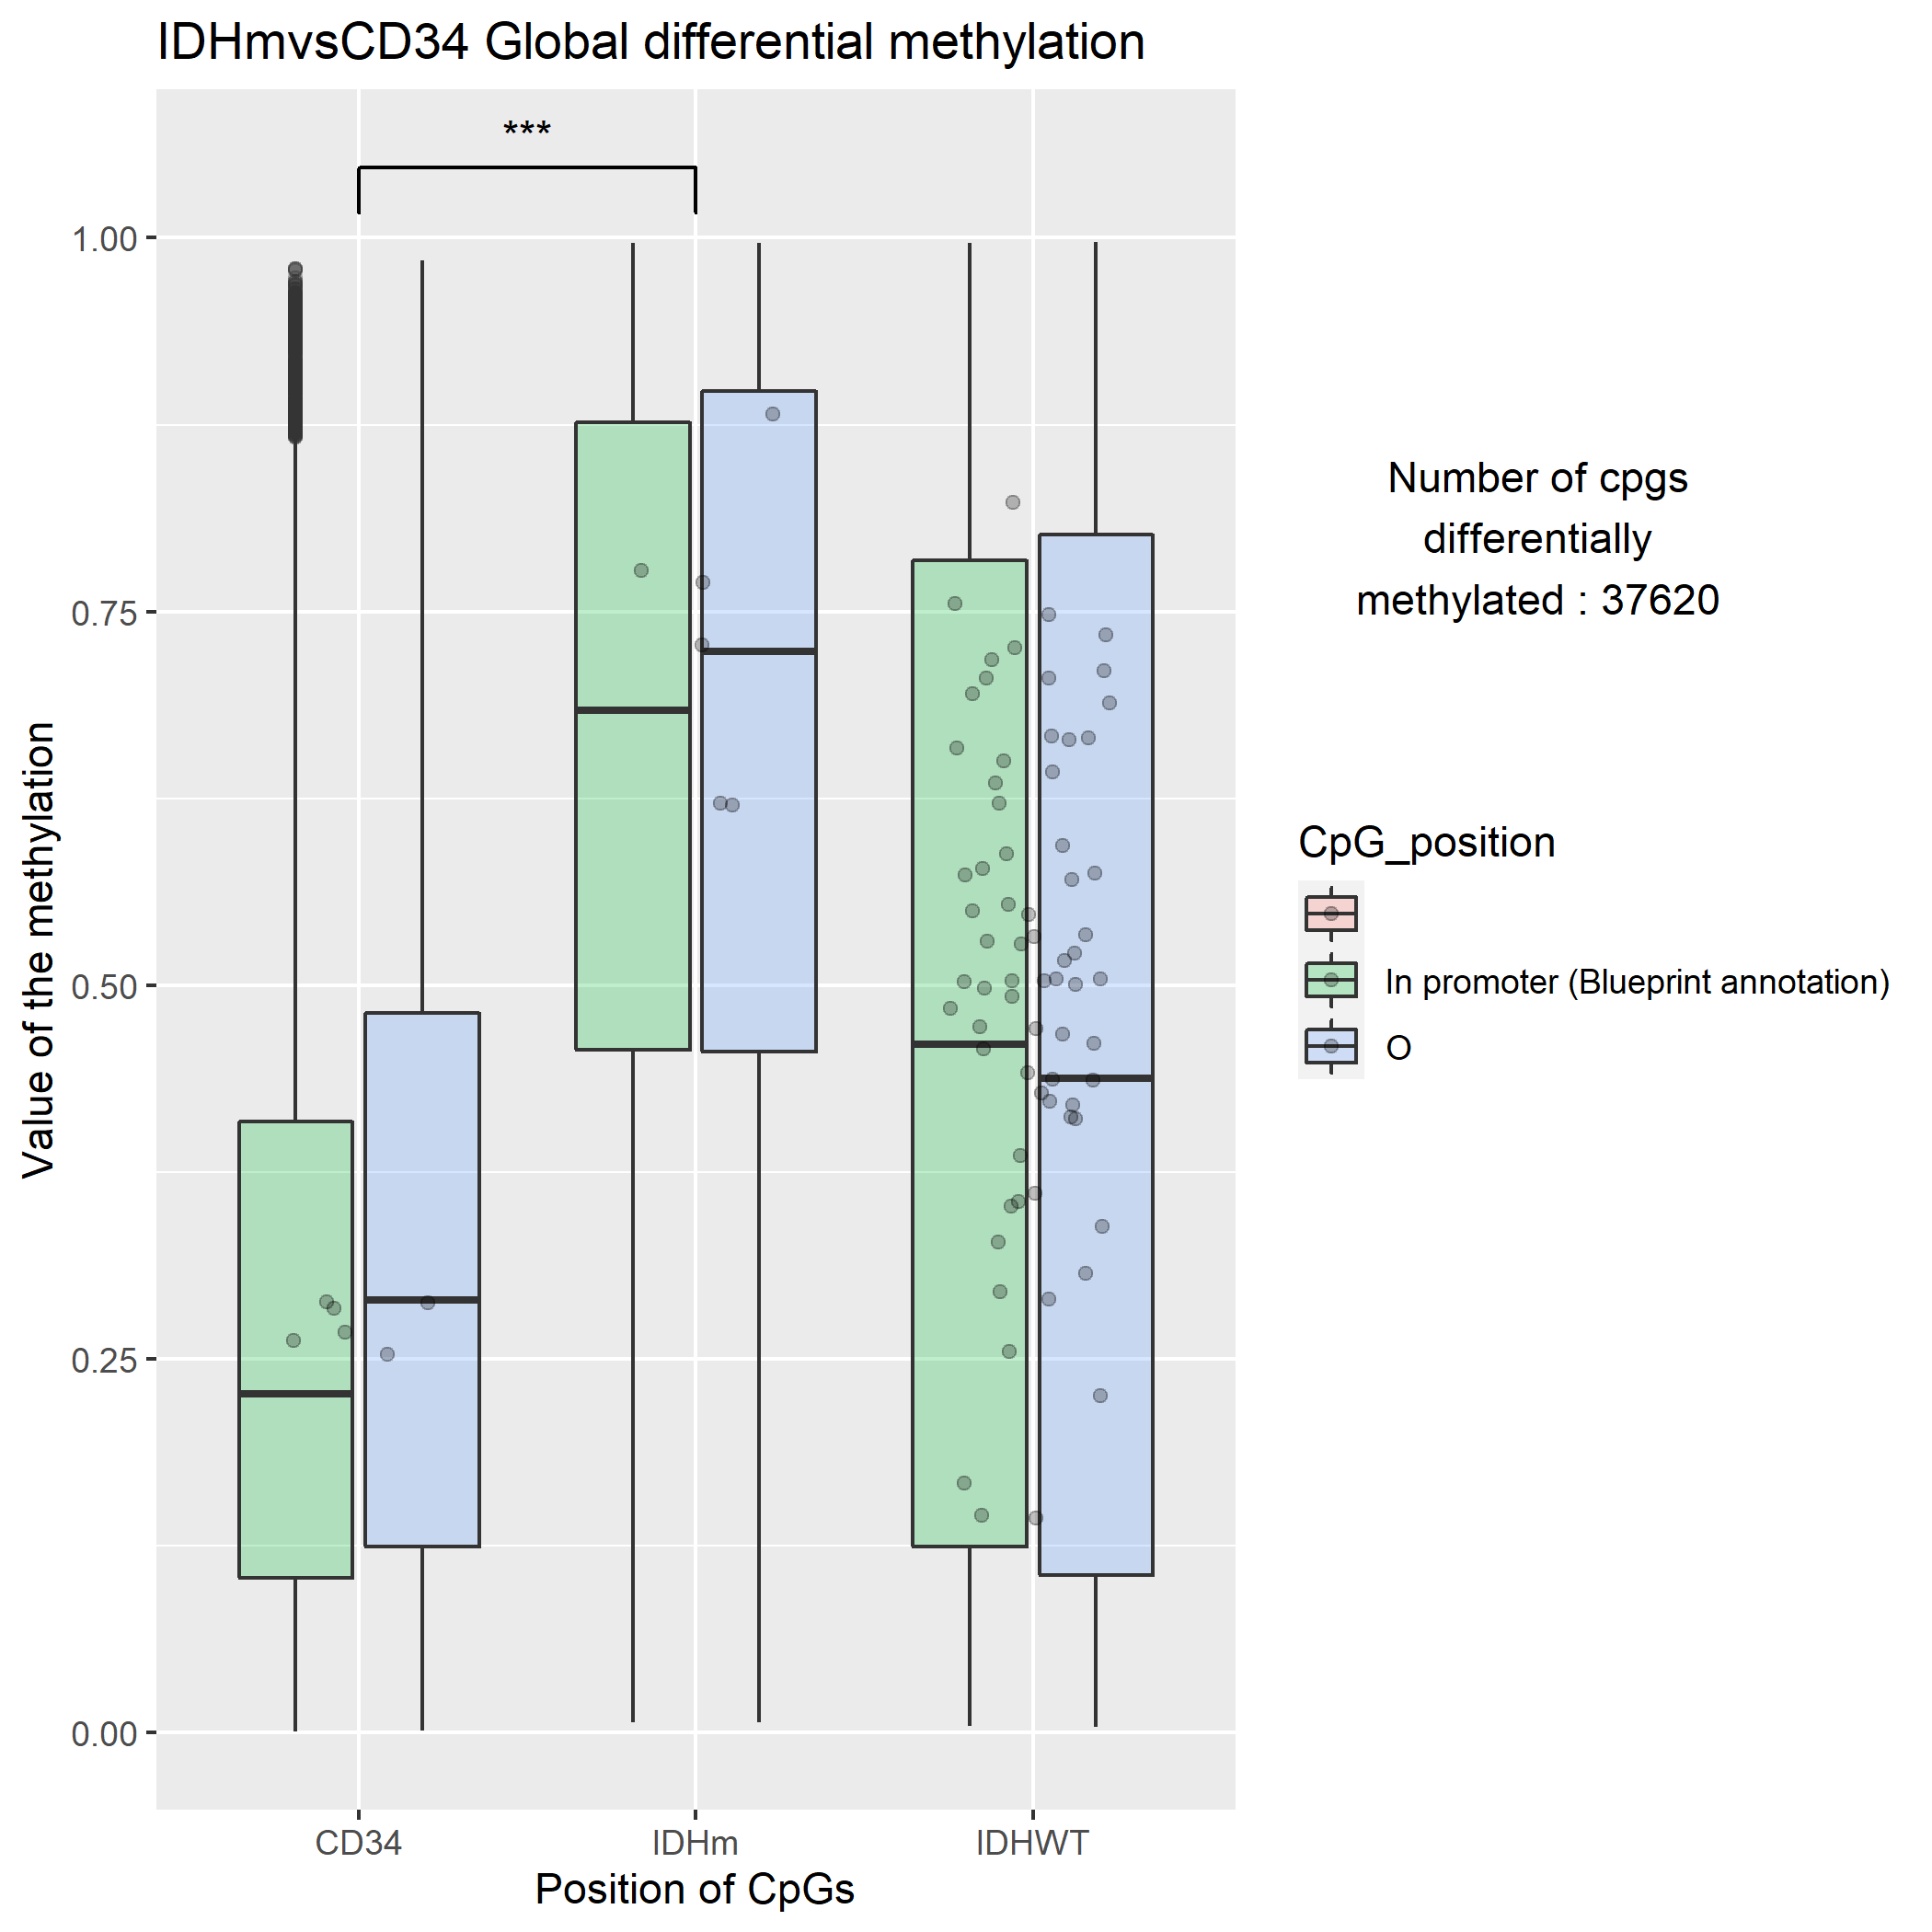 IDHmvsCD34 Global differential methylation
***
1.00
0.75
0.50
0.25
0.00
Value of the methylation
CD34
IDHm
IDHWT
Position of CpGs
Number of cpgs
differentially
methylated : 37620
CpG_position
In promoter (Blueprint annotation)
O